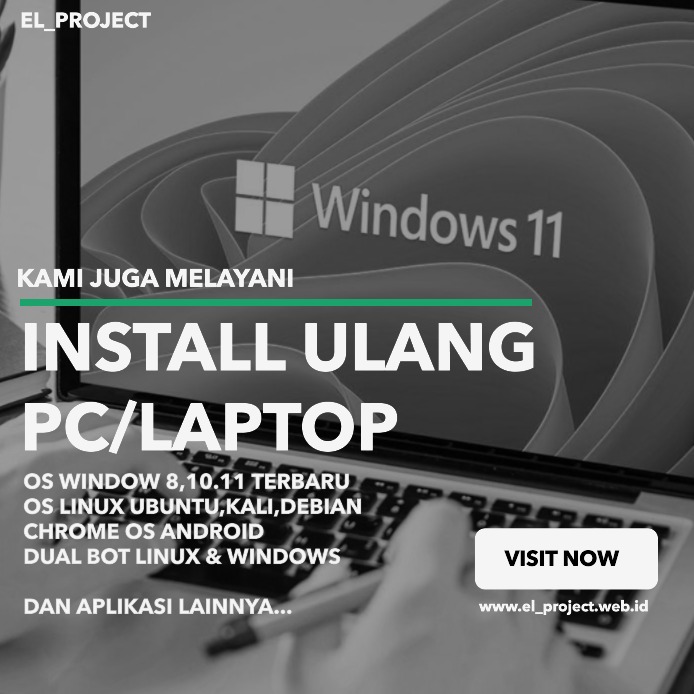 EL_PROJECT
Windows 11
KAMI JUGA MELAYANI
INSTALL ULANG
PC/LAPTOP
OS WINDOW 8,10.11 TERBARU
OS LINUX UBUNTU,KALI,DEBIAN
CHROME OS ANDROID
DUAL BOT LINUX & WINDOWS
DAN APLIKASI LAINNYA...
VISIT NOW
www.el_project.web.id